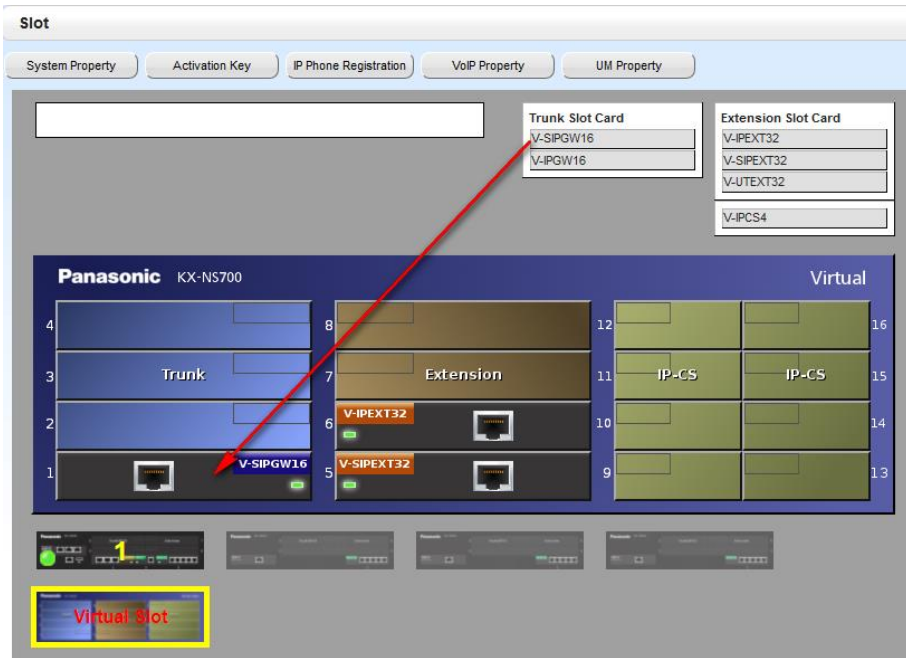 Slot
System Property
Activation Key
IP Phone Registration
VoIP Property
UM Property
Trunk Slot Card
V-SIPGW16
V-IPGW16
Extension Slot Card
V-IPEXT32
V-SIPEXT32
V-UTEXT32
V-IPCS4
Panasonic KX-NS700
Virtual
4
8
12
16
3
Trunk
7
Extension
11
IP-CS
IP-CS
15
2
6
V-IPEXT32
10
14
1
V-SIPGW16
5
V-SIPEXT32
9
13
1
Virtual Slot